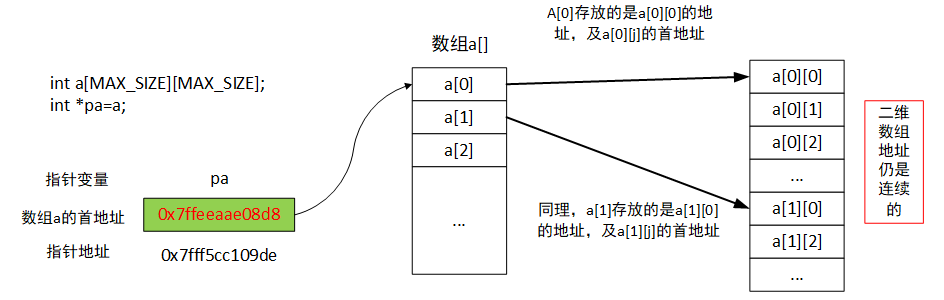 A[0]存放的是a[0][0]的地
址，及a[0][j]的首地址
数组a[]
int a[MAX_SIZE][MAX_SIZE];
int *pa=a;
a[0]
a[1]
a[2]
...
a[0][0]
a[0][1]
a[0][2]
...
a[1][0]
a[1][2]
...
二维
数组
地址
仍是
连续
的
指针变量
pa
数组a的首地址
0x7ffeeaae08d8
指针地址
0x7fff5cc109de
同理，a[1]存放的是a[1][0]
的地址，及a[1][j]的首地址